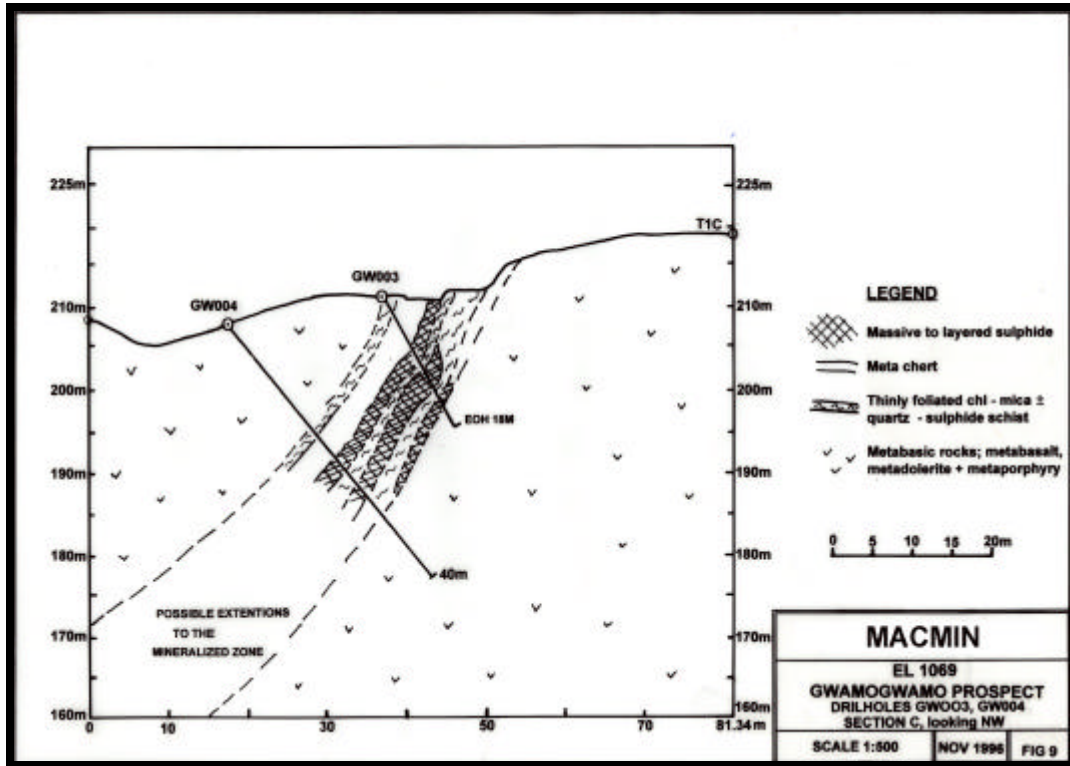 225m
225m
T1C
GW003
GW004
210m
210m
200m
200m
EOH 18M
190m
190m
180m
180m
40m
POSSIBLE EXTENTIONS
TO THE
MINERALIZED ZONE
170m
170m
160m
160m
0
10
30
50
70
81.34 m
LEGEND
Massive to layered sulphide
Meta chert
Thinly foliated chl - mica ±
quartz - sulphide schist
Metabasic rocks; metabasalt,
metadolerite + metaporphyry
0 5 10 15 20m
MACMIN
EL 1069
GWAMOGWAMO PROSPECT
DRILHOLES GWOO3, GW004
SECTION C, looking NW
SCALE 1:500
NOV 1996
FIG 9